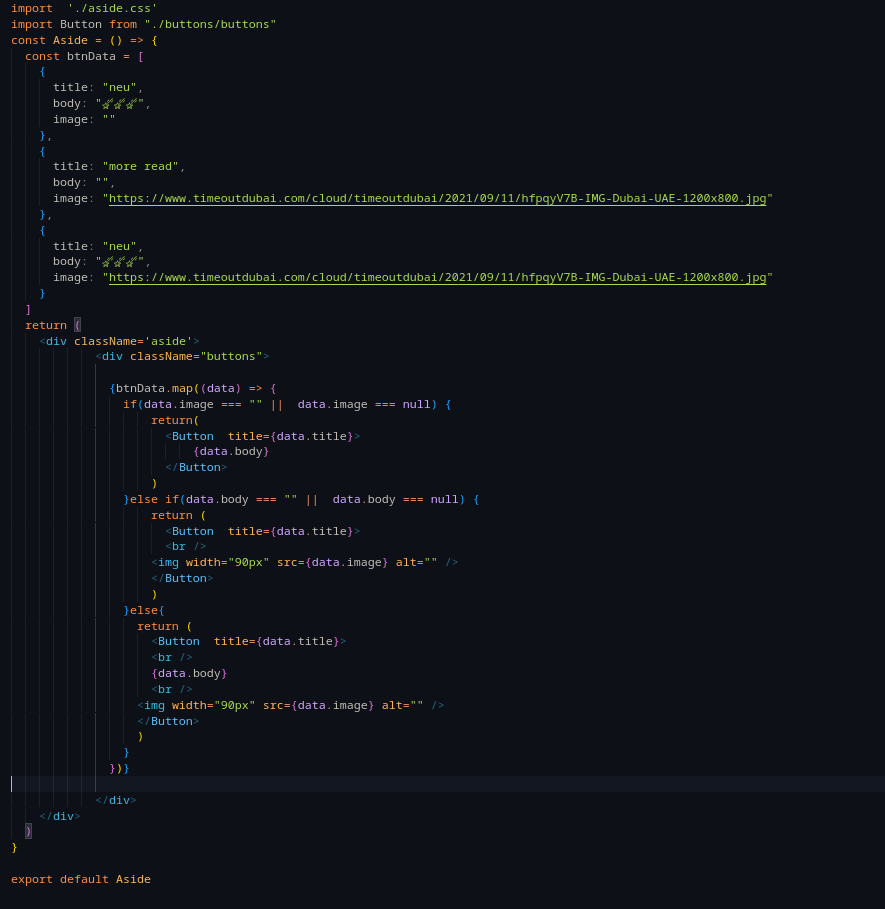 import  './aside.css'
import Button from "./buttons/buttons"
const Aside = () => {
  const btnData = [
    {
      title: "neu",
      body: "🌠🌠🌠",
      image: ""
    },
    {
      title: "more read",
      body: "",
      image: "https://www.timeoutdubai.com/cloud/timeoutdubai/2021/09/11/hfpqyV7B-IMG-Dubai-UAE-1200x800.jpg"
    },
    {
      title: "neu",
      body: "🌠🌠🌠",
      image: "https://www.timeoutdubai.com/cloud/timeoutdubai/2021/09/11/hfpqyV7B-IMG-Dubai-UAE-1200x800.jpg"
    }
  ]
  return (
    <div className='aside'>
            <div className="buttons">
              {btnData.map((data) => {
                if(data.image === "" ||  data.image === null) {
                    return(
                      <Button  title={data.title}>
                          {data.body}
                      </Button>
                    )
                }else if(data.body === "" ||  data.body === null) {
                    return (
                      <Button  title={data.title}>
                      <br />
                    <img width="90px" src={data.image} alt="" />
                    </Button>
                    )
                }else{
                  return (
                    <Button  title={data.title}>
                    <br />
                    {data.body}
                    <br />
                  <img width="90px" src={data.image} alt="" />
                  </Button>
                  )
                }
              })}
            </div>
    </div>
  )
}
export default Aside